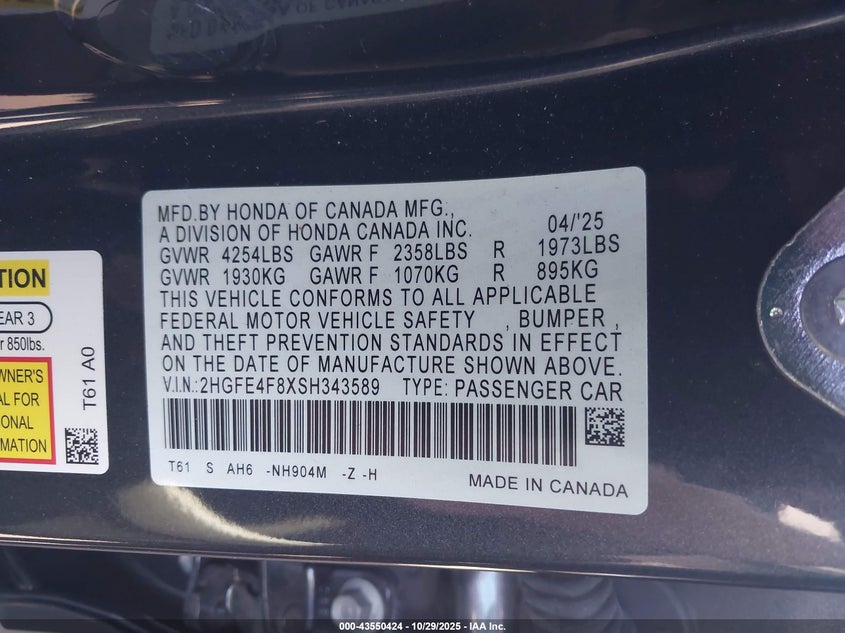 MFD.BY HONDA OF CANADA MFG.,
A DIVISION OF HONDA CANADA INC. 04/'25
GVWR 4254LBS GAWR F 2358LBS R 1973LBS
GVWR 1930KG GAWR F 1070KG R 895KG
THIS VEHICLE CONFORMS TO ALL APPLICABLE
FEDERAL MOTOR VEHICLE SAFETY , BUMPER ,
AND THEFT PREVENTION STANDARDS IN EFFECT
ON THE DATE OF MANUFACTURE SHOWN ABOVE.
V.I.N.:2HGFE4F8XSH343589 TYPE: PASSENGER CAR
T61 S AH6 -NH904M -Z -H
MADE IN CANADA
TION
EAR 3
r 850lbs.
WNER'S
AL FOR
IONAL
RMATION
T61 A0
000-43550424 - 10/29/2025 - IAA Inc.